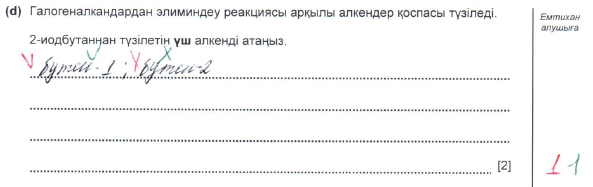 (d) Галогеналкандардан элиминдеу реакциясы арқылы алкендер қоспасы түзіледі.
Емтихан алушыға
2-иодбутаннан түзілетін үш алкенді атаңыз.
бутен-1; бутен-2
[2]
1 1